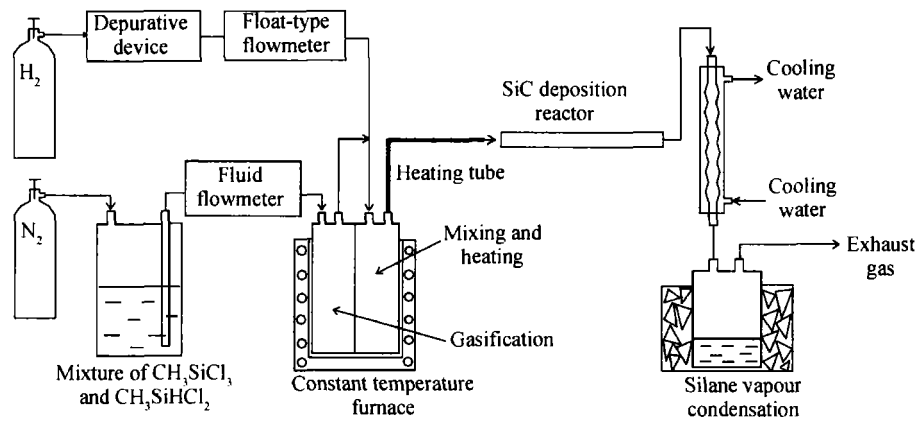 Depurative
device
Float-type
flowmeter
H₂
SiC deposition
reactor
Cooling
water
Heating tube
Fluid
flowmeter
N₂
Cooling
water
Mixing and
heating
Exhaust
gas
Gasification
Mixture of CH₃SiCl₃
and CH₃SiHCl₂
Constant temperature
furnace
Silane vapour
condensation